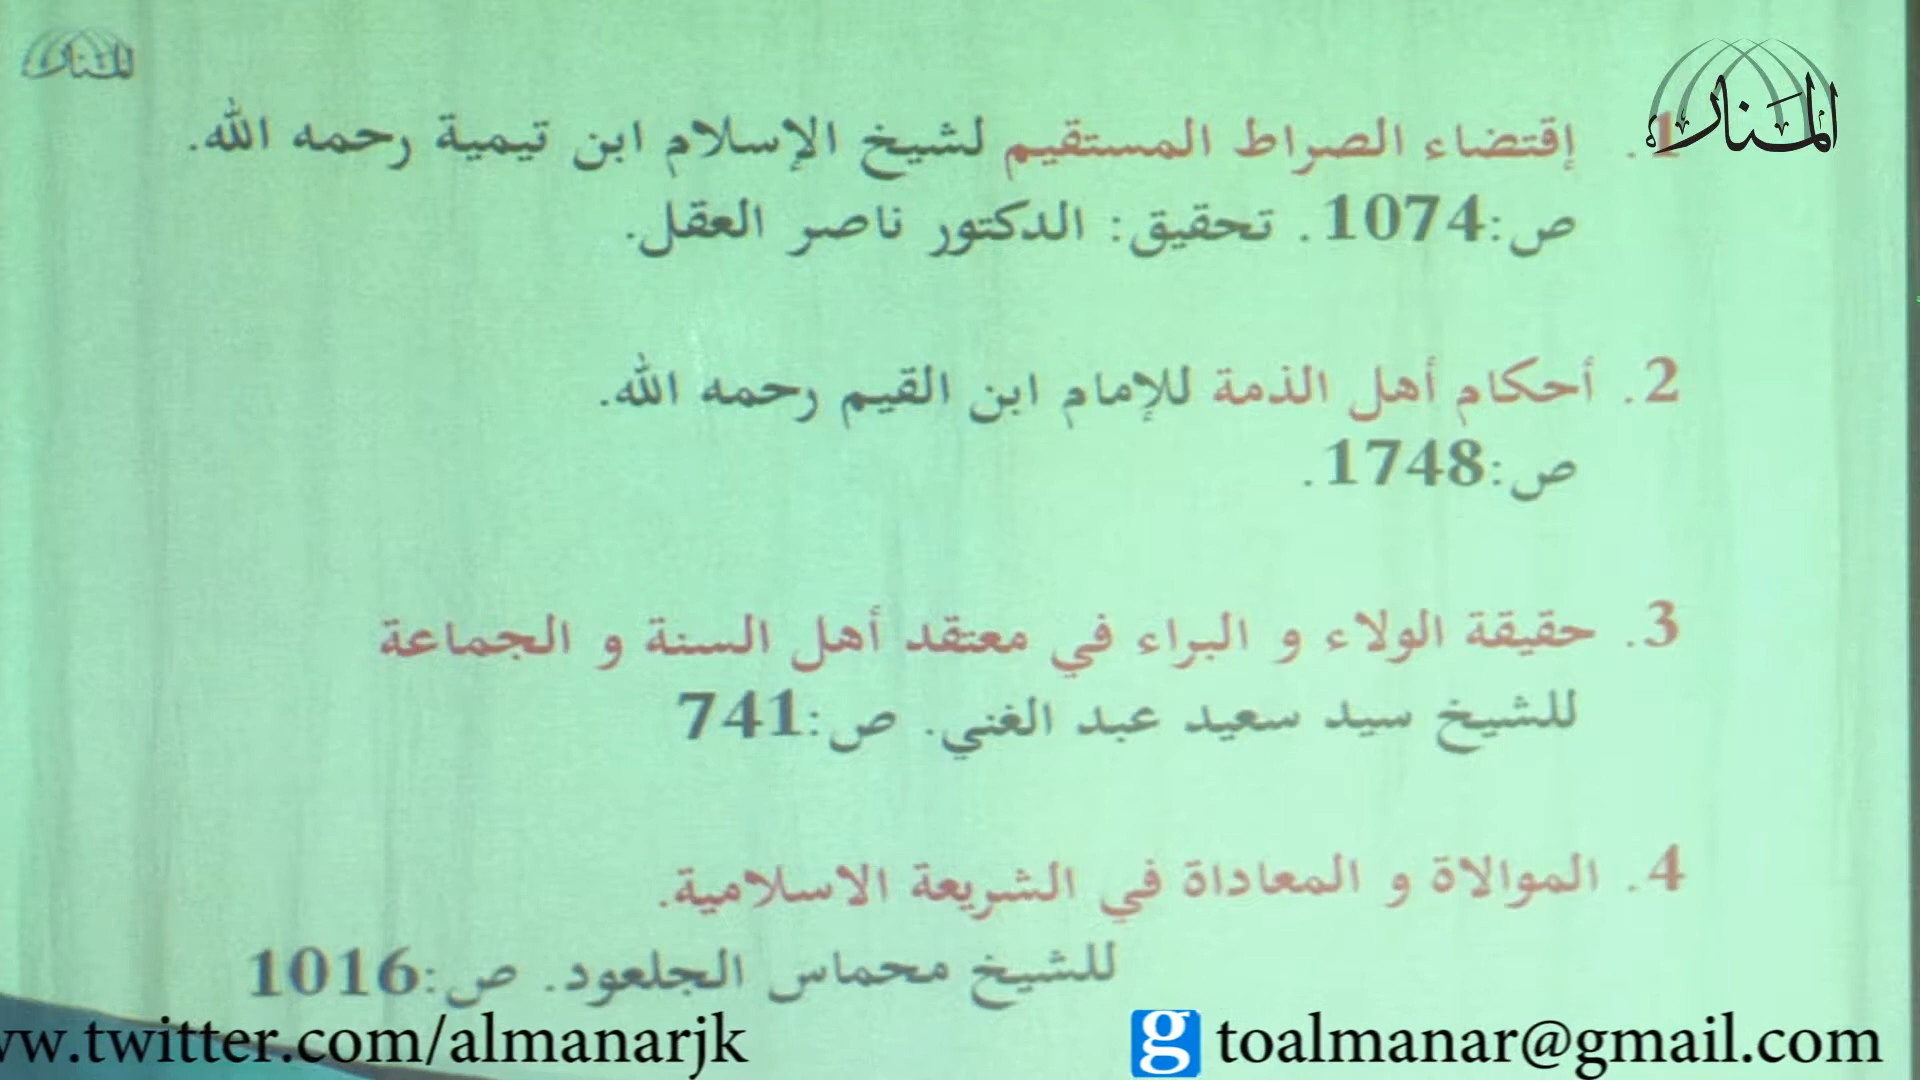 المنار
المنار
1. إقتضاء الصراط المستقيم لشيخ الإسلام ابن تيمية رحمه الله.
ص:1074. تحقيق: الدكتور ناصر العقل.
2. أحكام أهل الذمة للإمام ابن القيم رحمه الله.
ص:1748.
3. حقيقة الولاء و البراء في معتقد أهل السنة و الجماعة
للشيخ سيد سعيد عبد الغني. ص:741
4. الموالاة و المعاداة في الشريعة الاسلامية.
للشيخ محماس الجلعود. ص:1016
w.twitter.com/almanarjk
g toalmanar@gmail.com